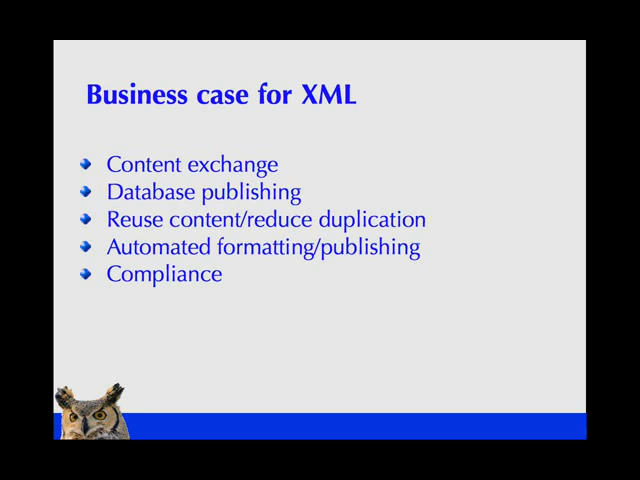 Business case for XML
Content exchange
Database publishing
Reuse content/reduce duplication
Automated formatting/publishing
Compliance